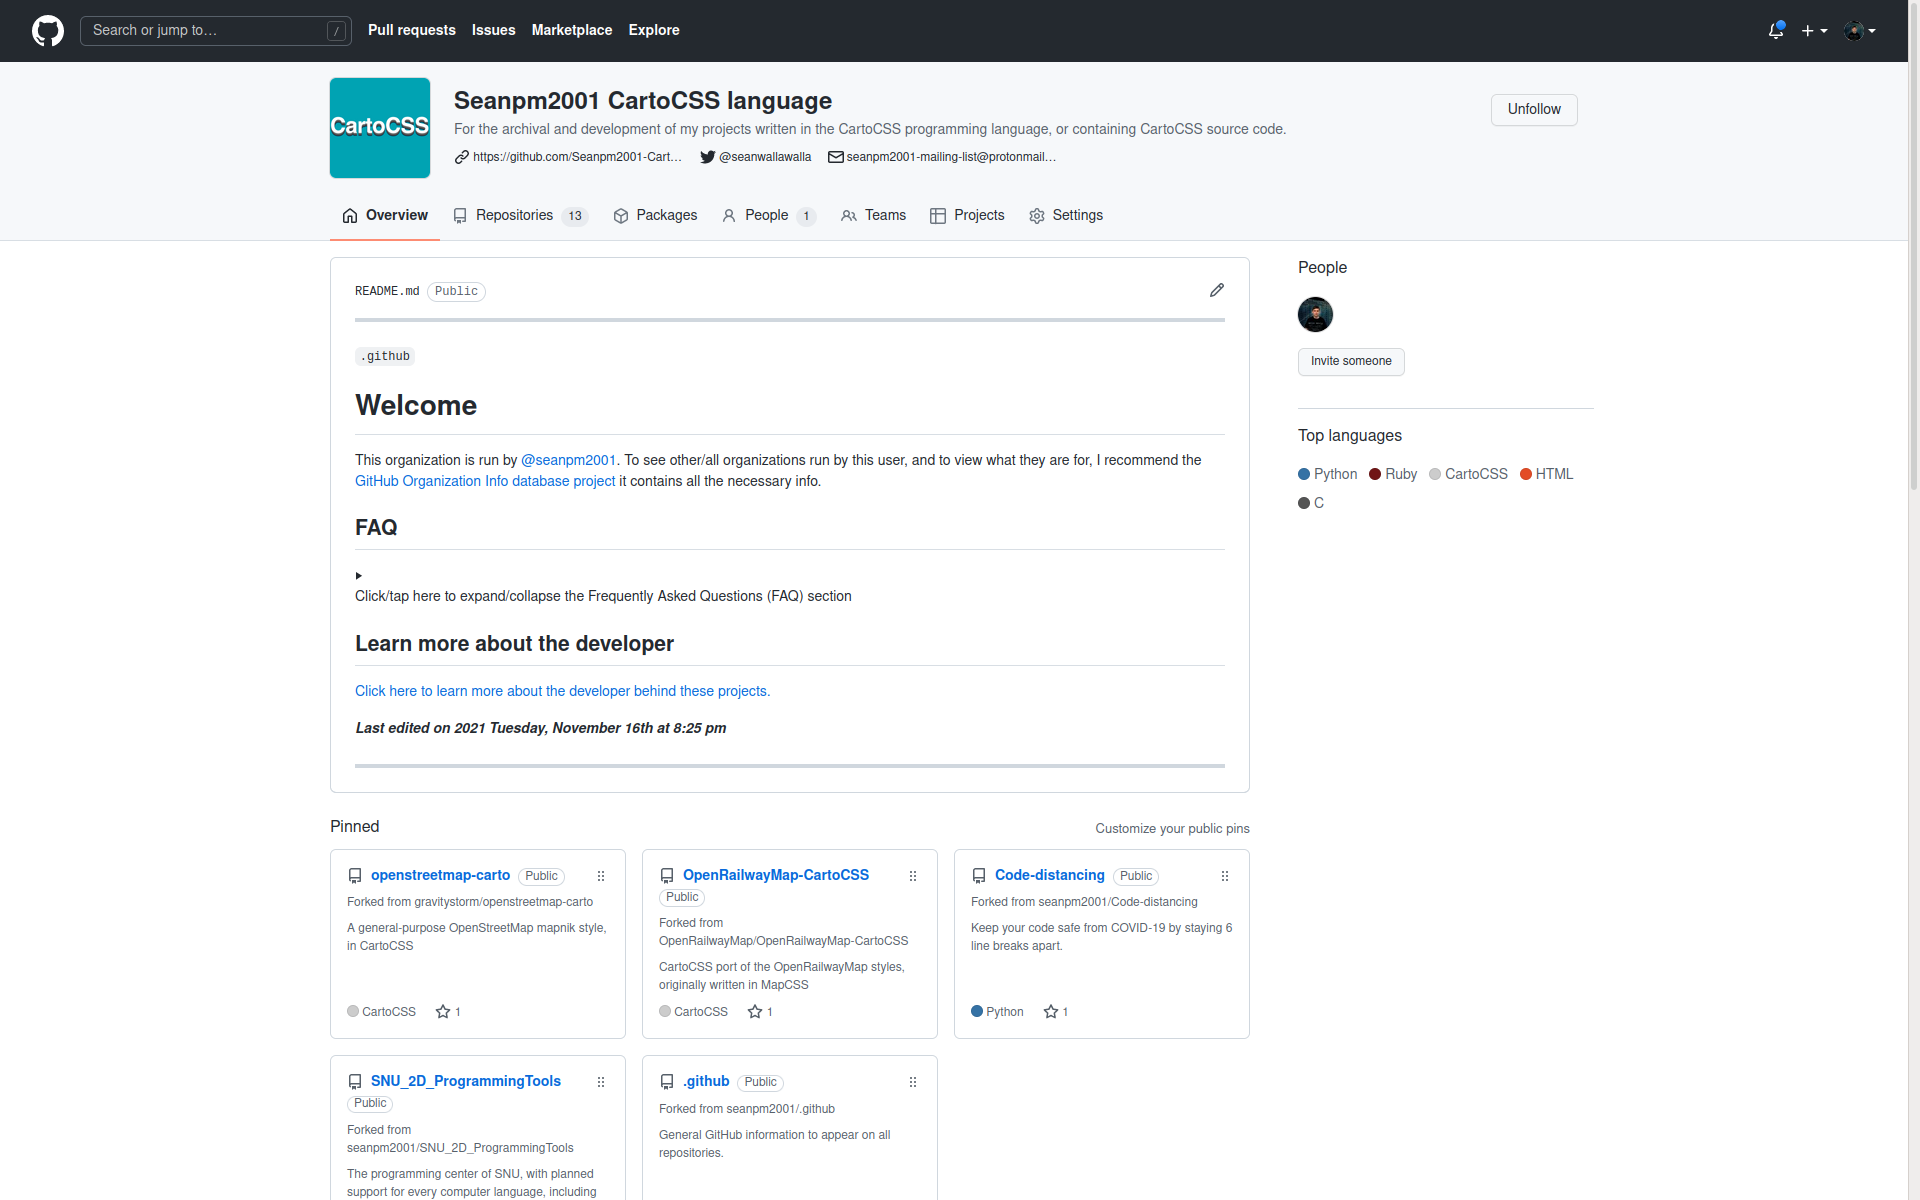 Search or jump to…
/
Pull requests
Issues
Marketplace
Explore
CartoCSS
Seanpm2001 CartoCSS language
For the archival and development of my projects written in the CartoCSS programming language, or containing CartoCSS source code.
https://github.com/Seanpm2001-Cart…
@seanwallawalla
seanpm2001-mailing-list@protonmail…
Unfollow
Overview
Repositories 13
Packages
People 1
Teams
Projects
Settings
README.md Public
.github
Welcome
This organization is run by @seanpm2001. To see other/all organizations run by this user, and to view what they are for, I recommend the
GitHub Organization Info database project it contains all the necessary info.
FAQ
Click/tap here to expand/collapse the Frequently Asked Questions (FAQ) section
Learn more about the developer
Click here to learn more about the developer behind these projects.
Last edited on 2021 Tuesday, November 16th at 8:25 pm
People
Invite someone
Top languages
Python Ruby CartoCSS HTML
C
Pinned
Customize your public pins
openstreetmap-carto Public
Forked from gravitystorm/openstreetmap-carto
A general-purpose OpenStreetMap mapnik style,
in CartoCSS
CartoCSS 1
OpenRailwayMap-CartoCSS
Public
Forked from
OpenRailwayMap/OpenRailwayMap-CartoCSS
CartoCSS port of the OpenRailwayMap styles,
originally written in MapCSS
CartoCSS 1
Code-distancing Public
Forked from seanpm2001/Code-distancing
Keep your code safe from COVID-19 by staying 6
line breaks apart.
Python 1
SNU_2D_ProgrammingTools
Public
Forked from
seanpm2001/SNU_2D_ProgrammingTools
The programming center of SNU, with planned
support for every computer language, including
.github Public
Forked from seanpm2001/.github
General GitHub information to appear on all
repositories.